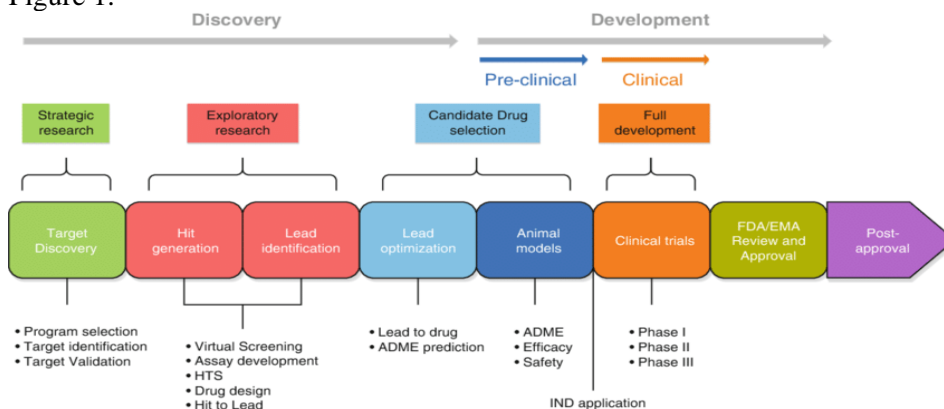 Figure 1.
Discovery
Development
Pre-clinical
Clinical
Strategic
research
Exploratory
research
Candidate Drug
selection
Full
development
Target
Discovery
Hit
generation
Lead
identification
Lead
optimization
Animal
models
Clinical trials
FDA/EMA
Review and
Approval
Post-
approval
• Program selection
• Target identification
• Target Validation
• Virtual Screening
• Assay development
• HTS
• Drug design
• Hit to Lead
• Lead to drug
• ADME prediction
• ADME
• Efficacy
• Safety
• Phase I
• Phase II
• Phase III
IND application